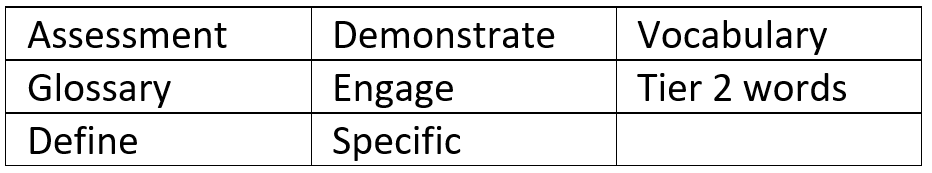 Assessment Demonstrate Vocabulary
Glossary Engage Tier 2 words
Define Specific